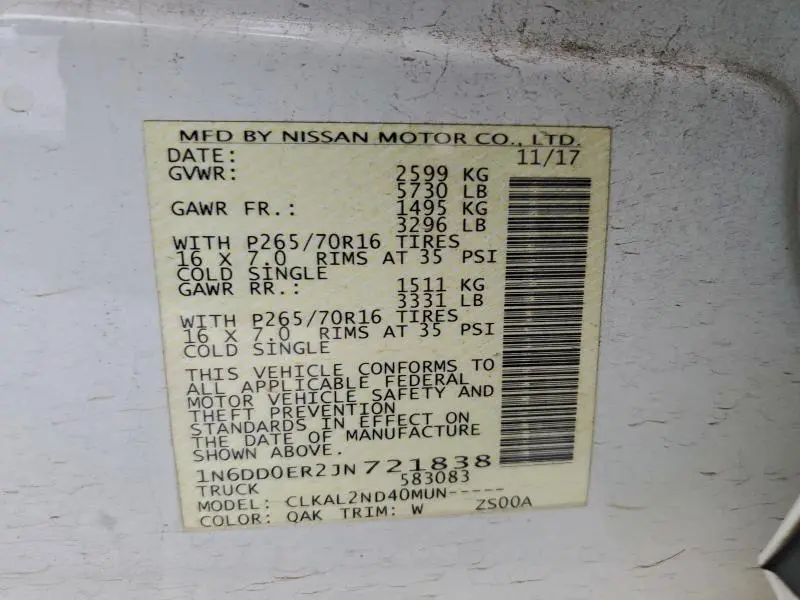 MFD BY NISSAN MOTOR CO., LTD.
DATE: 11/17
GVWR: 2599 KG
5730 LB
GAWR FR.: 1495 KG
3296 LB
WITH P265/70R16 TIRES
16 X 7.0 RIMS AT 35 PSI
COLD SINGLE
GAWR RR.: 1511 KG
3331 LB
WITH P265/70R16 TIRES
16 X 7.0 RIMS AT 35 PSI
COLD SINGLE
THIS VEHICLE CONFORMS TO
ALL APPLICABLE FEDERAL
MOTOR VEHICLE SAFETY AND
THEFT PREVENTION
STANDARDS IN EFFECT ON
THE DATE OF MANUFACTURE
SHOWN ABOVE.
1N6DD0ER2JN721838
TRUCK 583083
MODEL: CLKAL2ND40MUN-----
COLOR: QAK TRIM: W ZS00A